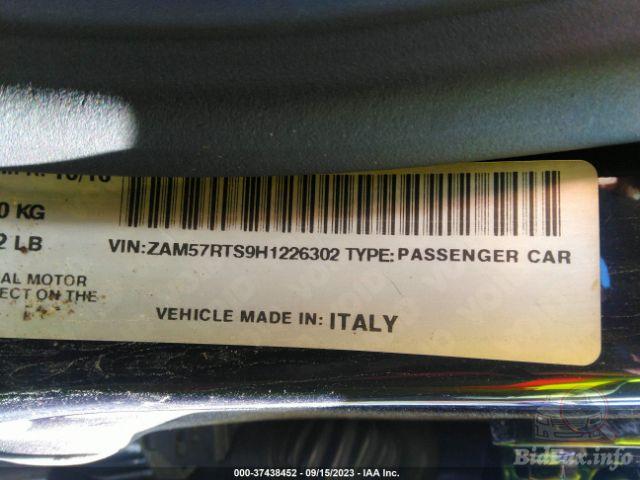 0 KG
2 LB
VIN:ZAM57RTS9H1226302 TYPE:PASSENGER CAR
AL MOTOR
ECT ON THE
VEHICLE MADE IN: ITALY
000-37438452 - 09/15/2023 - IAA Inc.
BidFax.info